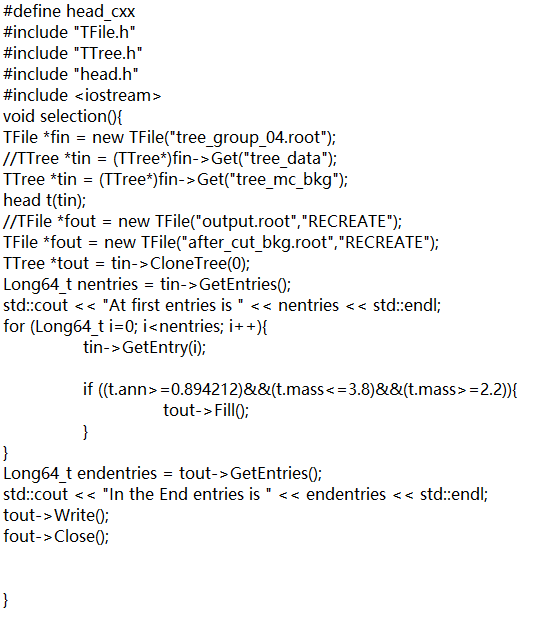 #define head_cxx
#include "TFile.h"
#include "TTree.h"
#include "head.h"
#include <iostream>
void selection(){
TFile *fin = new TFile("tree_group_04.root");
//TTree *tin = (TTree*)fin->Get("tree_data");
TTree *tin = (TTree*)fin->Get("tree_mc_bkg");
head t(tin);
//TFile *fout = new TFile("output.root","RECREATE");
TFile *fout = new TFile("after_cut_bkg.root","RECREATE");
TTree *tout = tin->CloneTree(0);
Long64_t nentries = tin->GetEntries();
std::cout << "At first entries is " << nentries << std::endl;
for (Long64_t i=0; i<nentries; i++){
tin->GetEntry(i);
if ((t.ann>=0.894212)&&(t.mass<=3.8)&&(t.mass>=2.2)){
tout->Fill();
}
}
Long64_t endentries = tout->GetEntries();
std::cout << "In the End entries is " << endentries << std::endl;
tout->Write();
fout->Close();
}